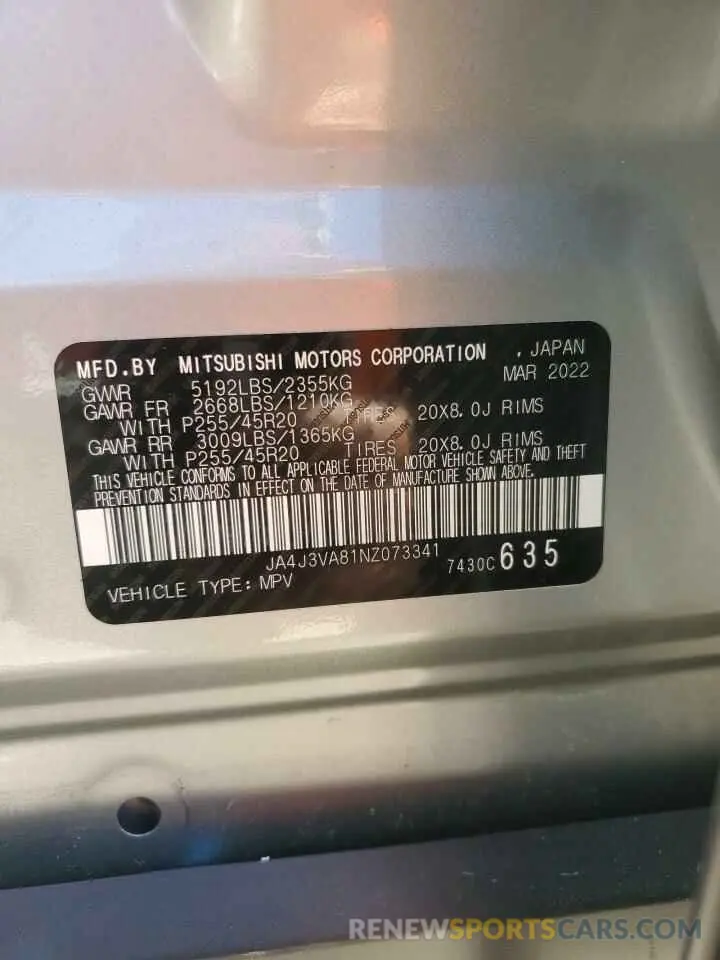 MFD.BY MITSUBISHI MOTORS CORPORATION , JAPAN
GWWR 5192LBS/2355KG MAR 2022
GAWR FR 2668LBS/1210KG
WITH P255/45R20 TIRES 20X8.0J RIMS
GAWR RR 3009LBS/1365KG
WITH P255/45R20 TIRES 20X8.0J RIMS
THIS VEHICLE CONFORMS TO ALL APPLICABLE FEDERAL MOTOR VEHICLE SAFETY AND THEFT
PREVENTION STANDARDS IN EFFECT ON THE DATE OF MANUFACTURE SHOWN ABOVE.
JA4J3VA81NZ073341 7430C 635
VEHICLE TYPE: MPV
RENEWSPORTSCARS.COM